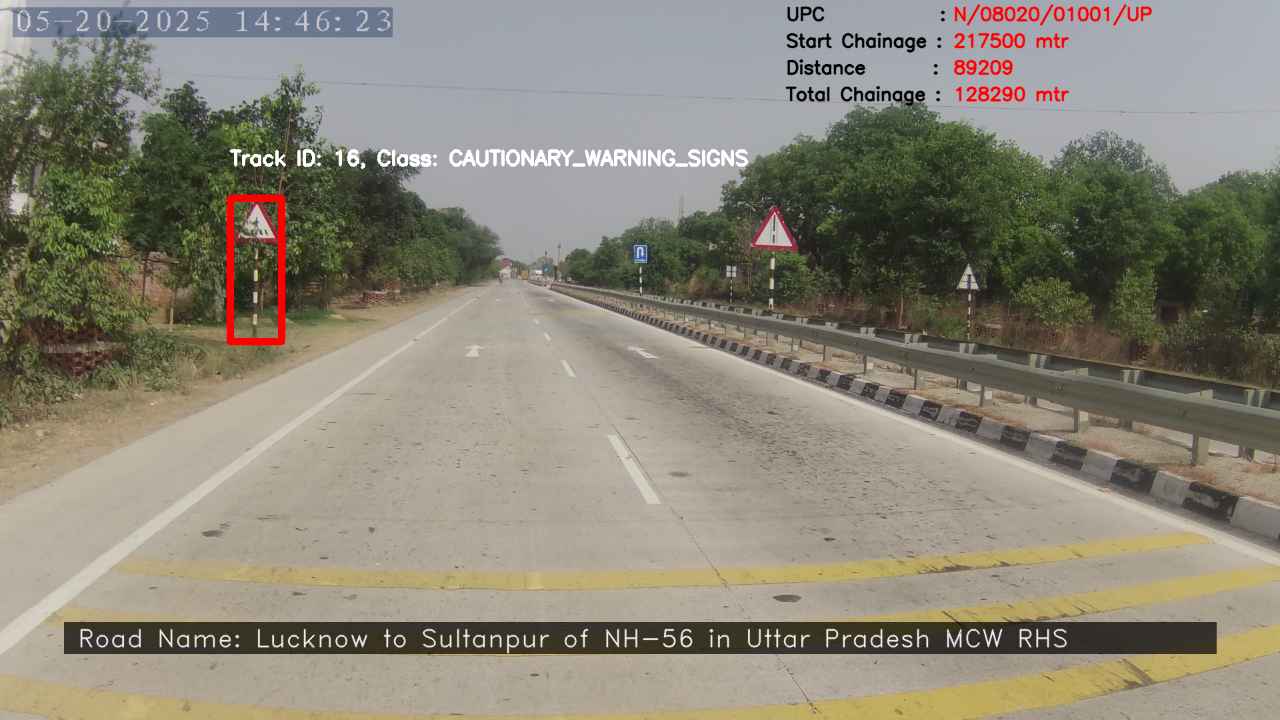 05-20-2025 14:46:23
UPC : N/08020/01001/UP
Start Chainage : 217500 mtr
Distance : 89209
Total Chainage : 128290 mtr
Track ID: 16, Class: CAUTIONARY_WARNING_SIGNS
Road Name: Lucknow to Sultanpur of NH-56 in Uttar Pradesh MCW RHS